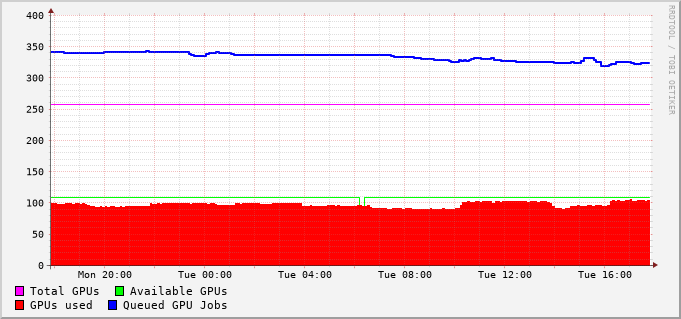 400
350
300
250
200
150
100
50
0
Mon 20:00 Tue 00:00 Tue 04:00 Tue 08:00 Tue 12:00 Tue 16:00
Total GPUs Available GPUs
GPUs used Queued GPU Jobs
RRDTOOL / TOBI OETIKER